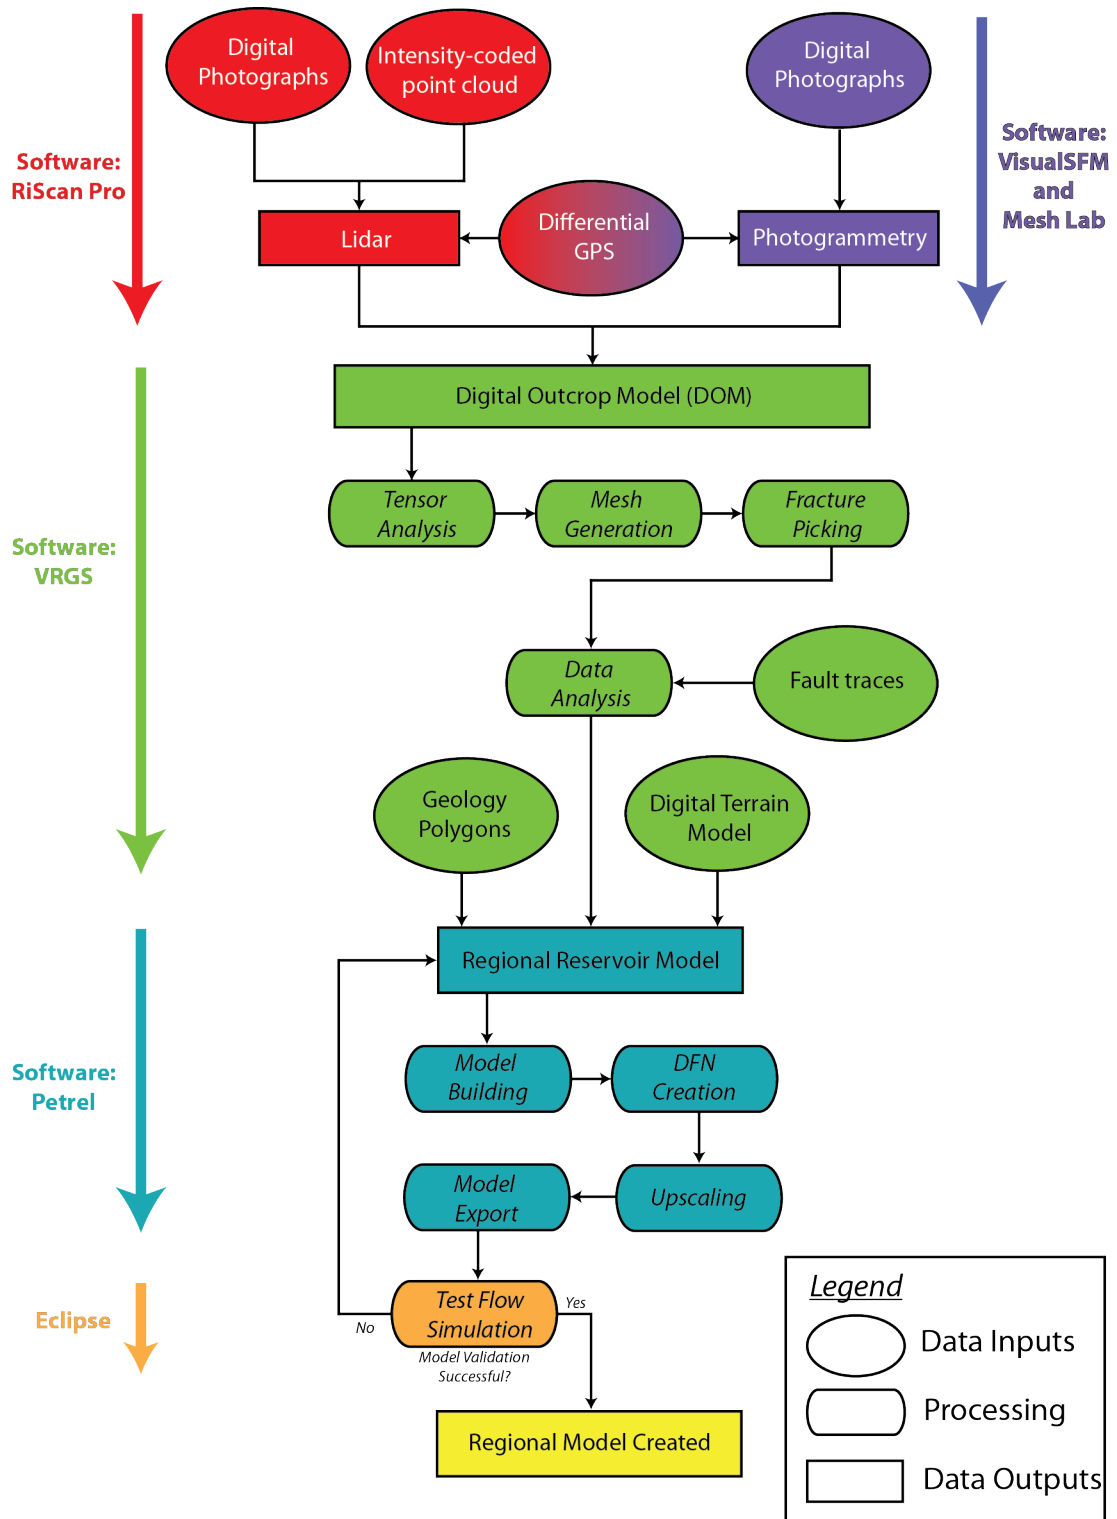 Digital
Photographs
Intensity-coded
point cloud
Digital
Photographs
Software:
RiScan Pro
Software:
VisualSFM
and
Mesh Lab
Lidar
Differential
GPS
Photogrammetry
Digital Outcrop Model (DOM)
Tensor
Analysis
Mesh
Generation
Fracture
Picking
Software:
VRGS
Data
Analysis
Fault traces
Geology
Polygons
Digital Terrain
Model
Regional Reservoir Model
Software:
Petrel
Model
Building
DFN
Creation
Model
Export
Upscaling
Eclipse
Test Flow
Simulation
No
Yes
Model Validation
Successful?
Regional Model Created
Legend
Data Inputs
Processing
Data Outputs